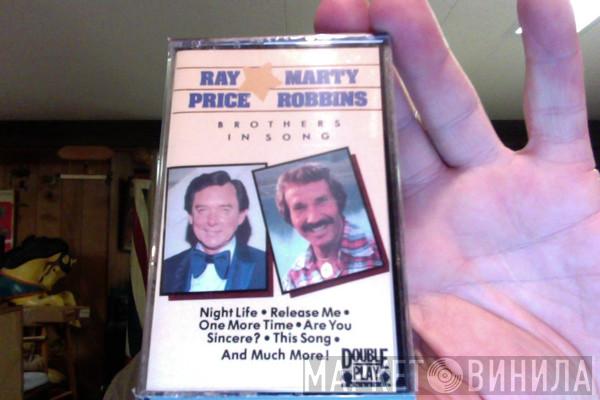 RAY MARTY
PRICE ROBBINS
BROTHERS
IN SONG
Night Life • Release Me •
One More Time • Are You
Sincere? • This Song •
And Much More!
DOUBLE
PLAY
МАРКЕТ ВИНИЛА